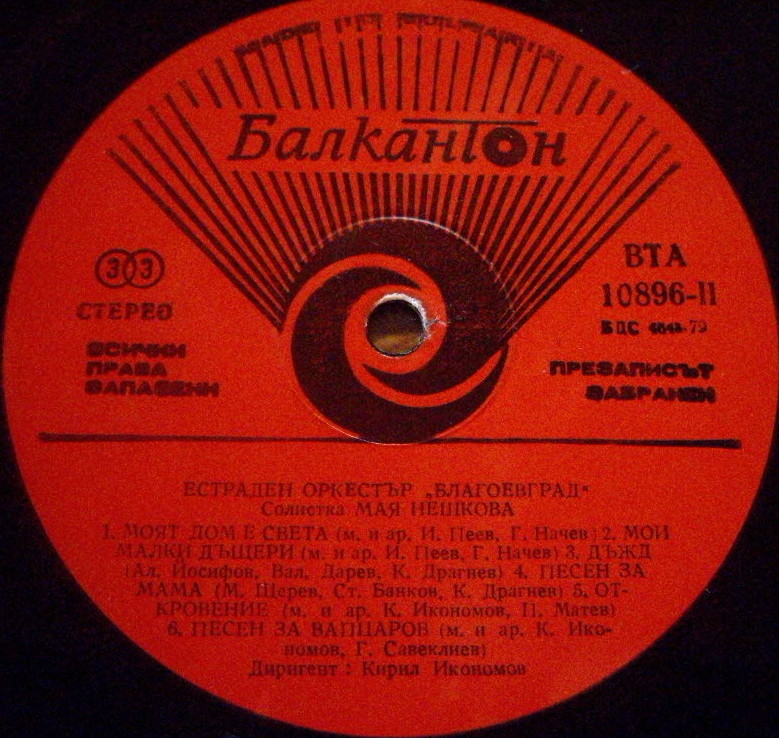 Балкантон
33
СТЕРЕО
ВСИЧКИ
ПРАВА
ЗАПАЗЕНИ
ВТА
10896-II
БДС
ПРЕЗАПИСЪТ
ЗАБРАНЕН
ЕСТРАДЕН ОРКЕСТЪР „БЛАГОЕВГРАД“
Солистка МАЯ НЕШКОВА
1. МОЯТ ДОМ Е СВЕТА (м. и ар. И. Пеев, Г. Начев) 2. МОИ
МАЛКИ ДЪЩЕРИ (м. и ар. И. Пеев, Г. Начев) 3. ДЪЖД
(Ал. Йосифов, Вал. Дарев, К. Драгнев) 4. ПЕСЕН ЗА
МАМА (М. Щерев, Ст. Банков, К. Драгнев) 5. ОТ-
КРОВЕНИЕ (м. и ар. К. Икономов, П. Матев)
6. ПЕСЕН ЗА ВАПЦАРОВ (м. и ар. К. Ико-
номов, Г. Савеклиев)
Диригент : Кирил Икономов